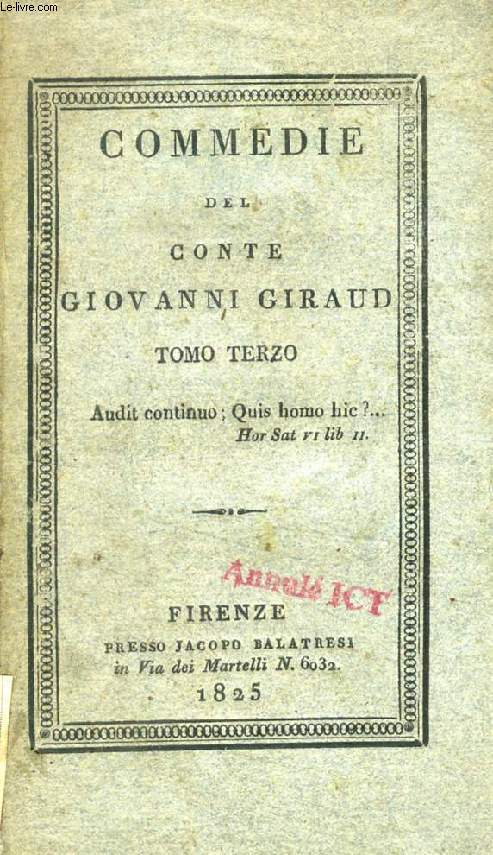 Le-livre.com
COMMEDIE
DEL
CONTE
GIOVANNI GIRAUD
TOMO TERZO
Audit continuo; Quis homo hic?...
Hor Sat VI lib II.
Annulé ICT
FIRENZE
PRESSO JACOPO BALATRESI
in Via dei Martelli N. 6032.
1825